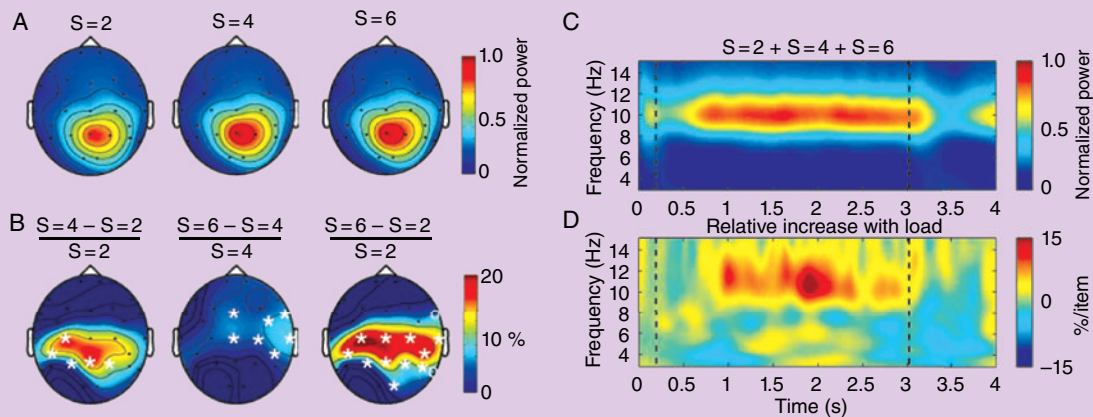 A
S=2
S=4
S=6
1.0
0.5
0
Normalized power
B
S=4 – S=2
S=2
S=6 – S=4
S=4
S=6 – S=2
S=2
20
10
0
%
C
S=2 + S=4 + S=6
Frequency (Hz)
14
12
10
8
6
4
0 0.5 1 1.5 2 2.5 3 3.5 4
1.0
0.5
0
Normalized power
D
Relative increase with load
Frequency (Hz)
14
12
10
8
6
4
0 0.5 1 1.5 2 2.5 3 3.5 4
Time (s)
15
0
–15
%/item